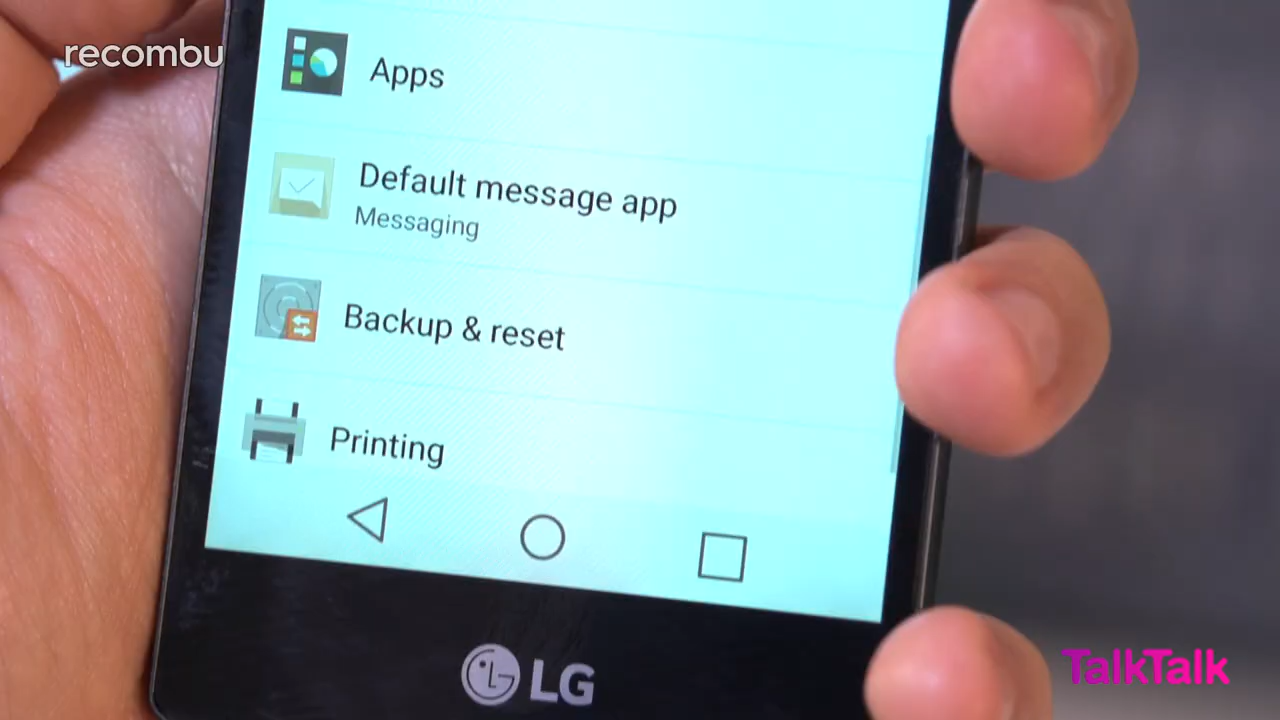 recombu
Apps
Default message app
Messaging
Backup & reset
Printing
LG
TalkTalk